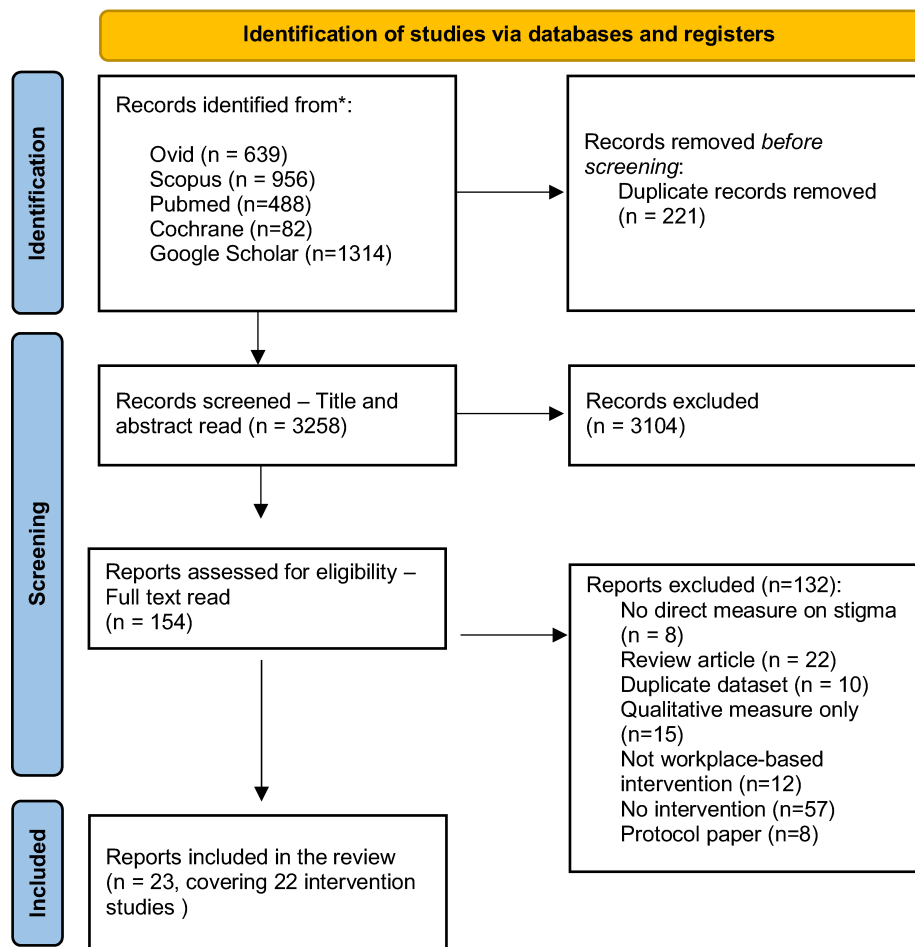 Identification of studies via databases and registers
Identification
Records identified from*:
Ovid (n = 639)
Scopus (n = 956)
Pubmed (n=488)
Cochrane (n=82)
Google Scholar (n=1314)
Records removed before
screening:
Duplicate records removed
(n = 221)
Screening
Records screened – Title and
abstract read (n = 3258)
Records excluded
(n = 3104)
Reports assessed for eligibility –
Full text read
(n = 154)
Reports excluded (n=132):
No direct measure on stigma
(n = 8)
Review article (n = 22)
Duplicate dataset (n = 10)
Qualitative measure only
(n=15)
Not workplace-based
intervention (n=12)
No intervention (n=57)
Protocol paper (n=8)
Included
Reports included in the review
(n = 23, covering 22 intervention
studies )